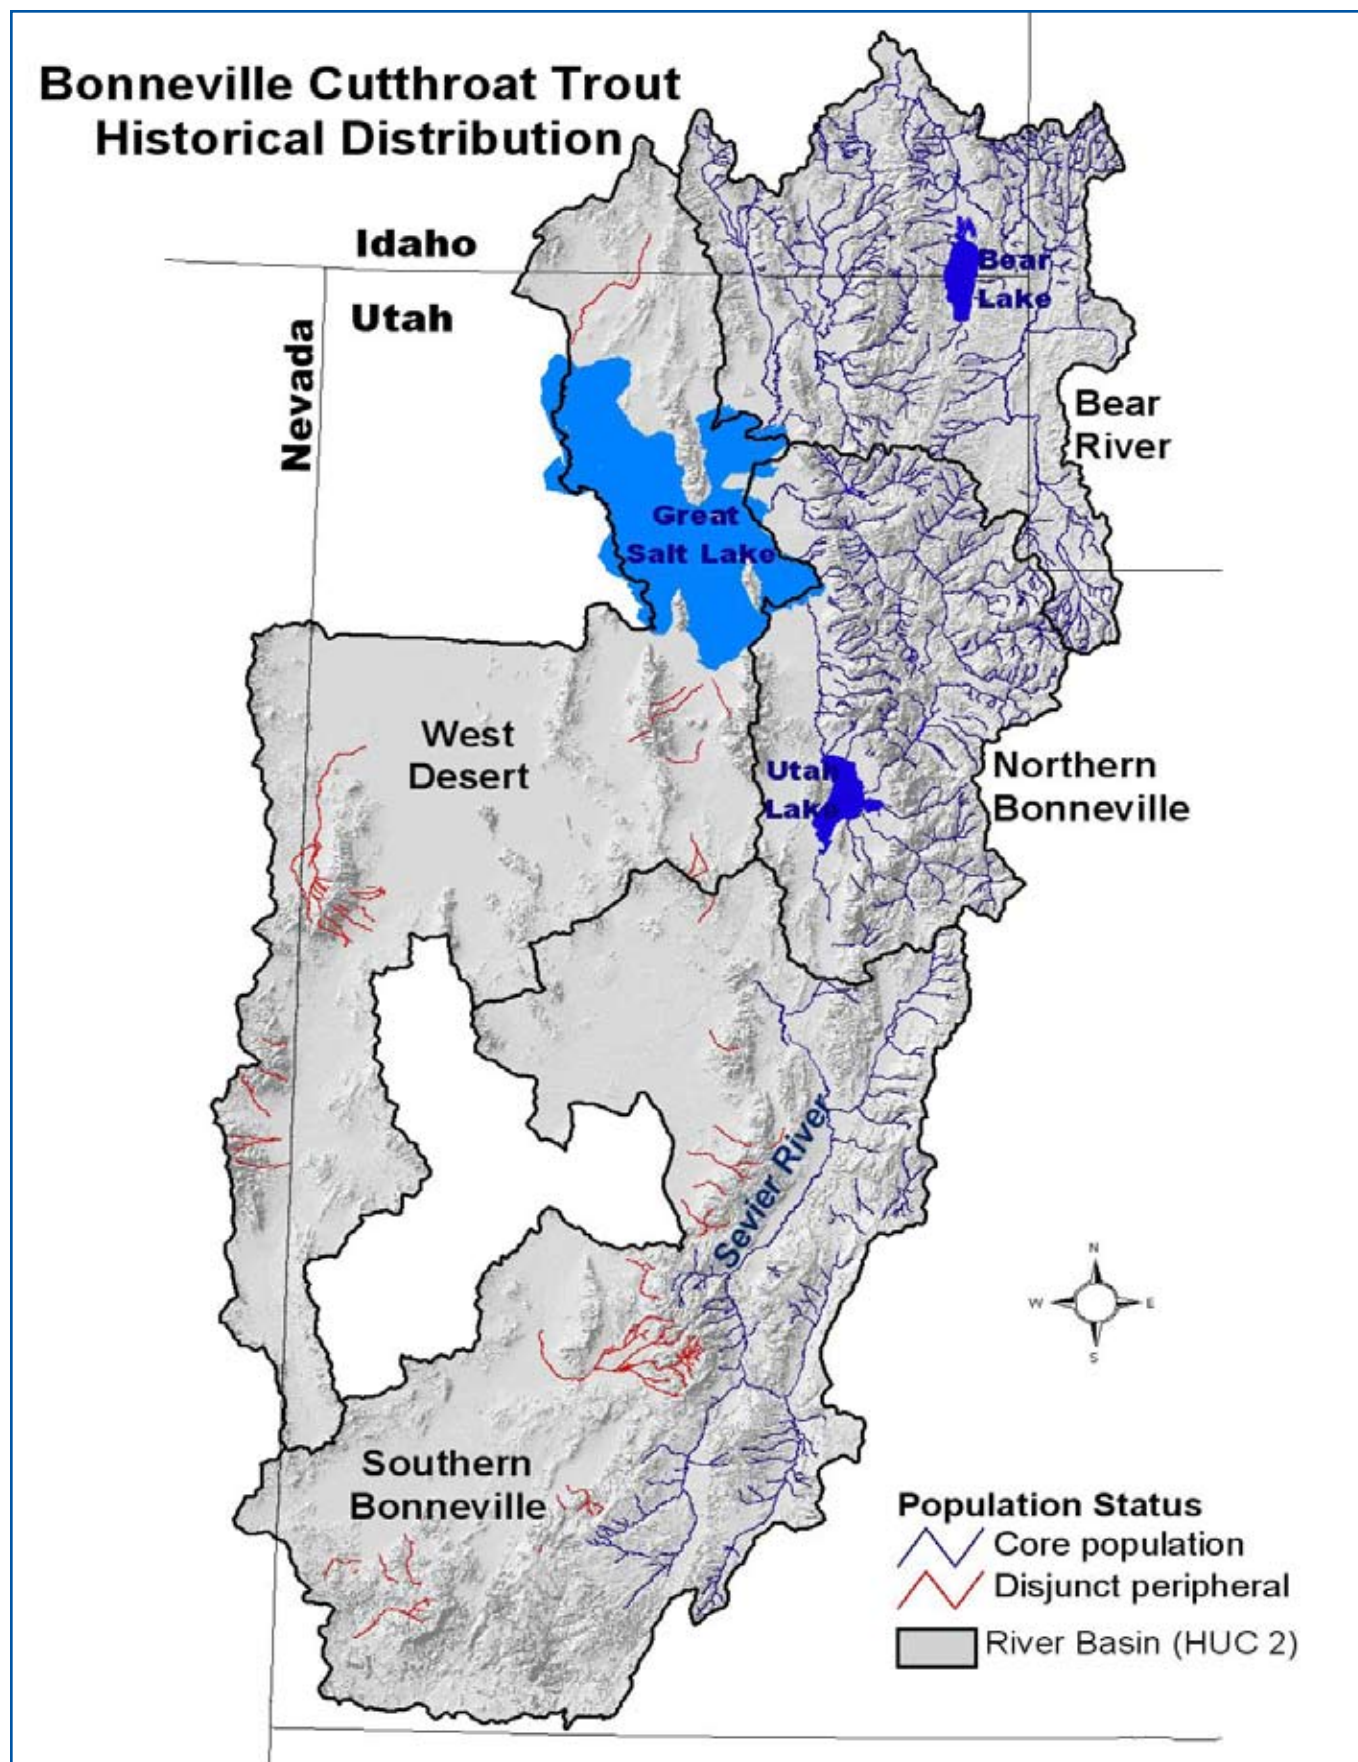 Bonneville Cutthroat Trout
Historical Distribution
Idaho
Utah
Nevada
Bear
Lake
Bear
River
Great
Salt Lake
West
Desert
Utah
Lake
Northern
Bonneville
Sevier River
N
W E
S
Southern
Bonneville
Population Status
Core population
Disjunct peripheral
River Basin (HUC 2)